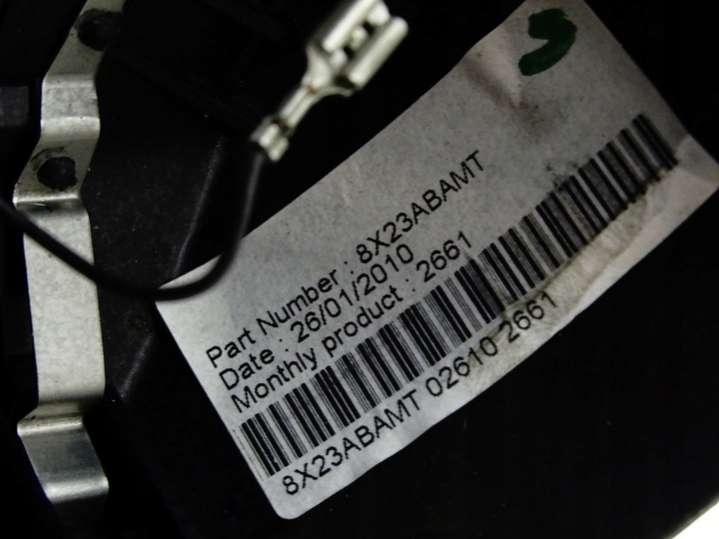 Part Number : 8X23ABAMT
Date : 26/01/2010
Monthly product : 2661
8X23ABAMT 02610 2661